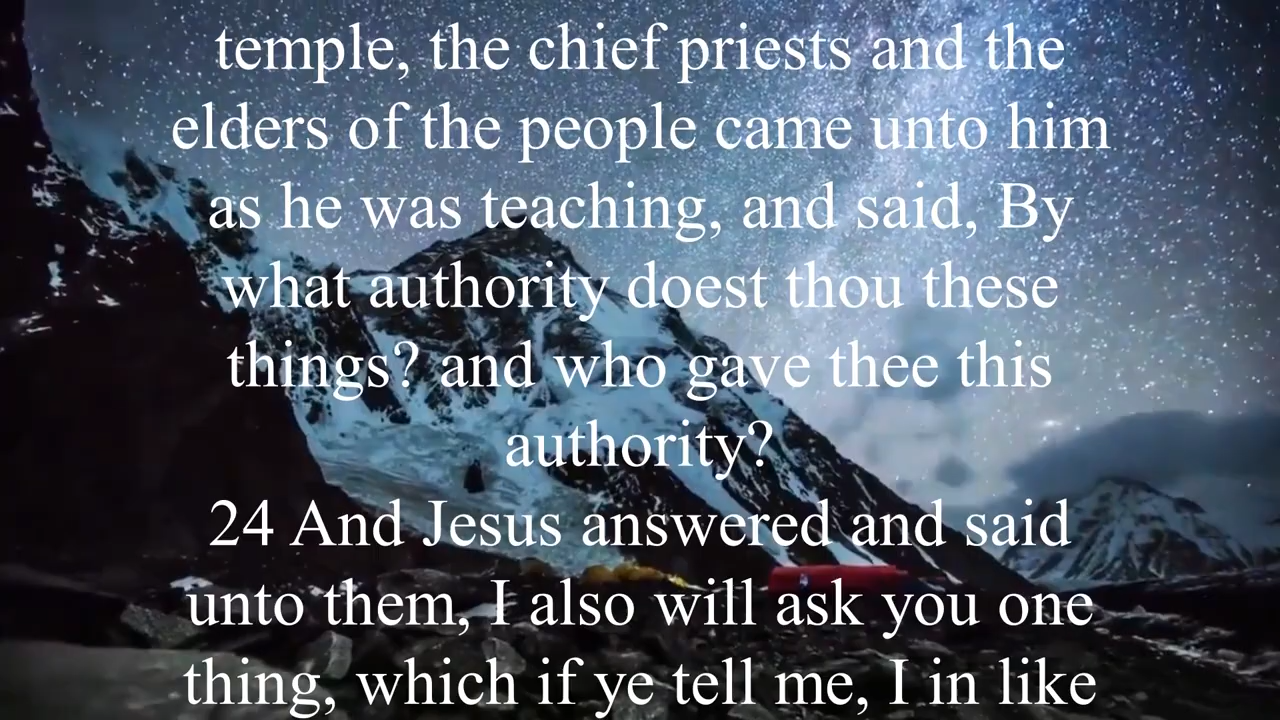 temple, the chief priests and the
elders of the people came unto him
as he was teaching, and said, By
what authority doest thou these
things? and who gave thee this
authority?
24 And Jesus answered and said
unto them, I also will ask you one
thing, which if ye tell me, I in like